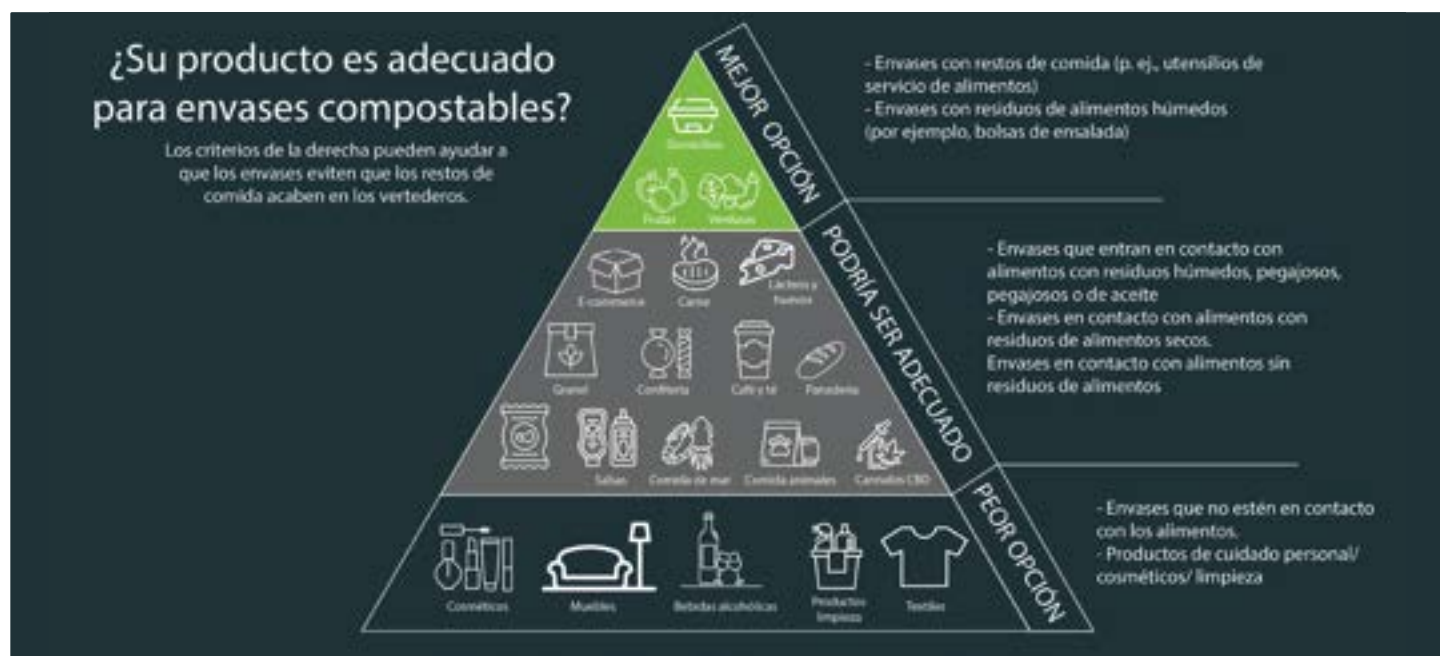 ¿Su producto es adecuado
para envases compostables?
Los criterios de la derecha pueden ayudar a
que los envases eviten que los restos de
comida acaben en los vertederos.
MEJOR OPCIÓN
- Envases con restos de comida (p. ej., utensilios de
servicio de alimentos)
- Envases con residuos de alimentos húmedos
(por ejemplo, bolsas de ensalada)
Domicilios
Frutas
Verduras
PODRÍA SER ADECUADO
- Envases que entran en contacto con
alimentos con residuos húmedos, pegajosos,
pegajosos o de aceite
- Envases en contacto con alimentos con
residuos de alimentos secos.
Envases en contacto con alimentos sin
residuos de alimentos
E-commerce
Carne
Lácteos y
huevos
Granel
Confitería
Café y té
Panadería
Salsas
Comida de mar
Comida animales
Cannabis CBD
PEOR OPCIÓN
- Envases que no estén en contacto
con los alimentos.
- Productos de cuidado personal/
cosméticos/ limpieza
Cosméticos
Muebles
Bebidas alcohólicas
Productos
limpieza
Textiles